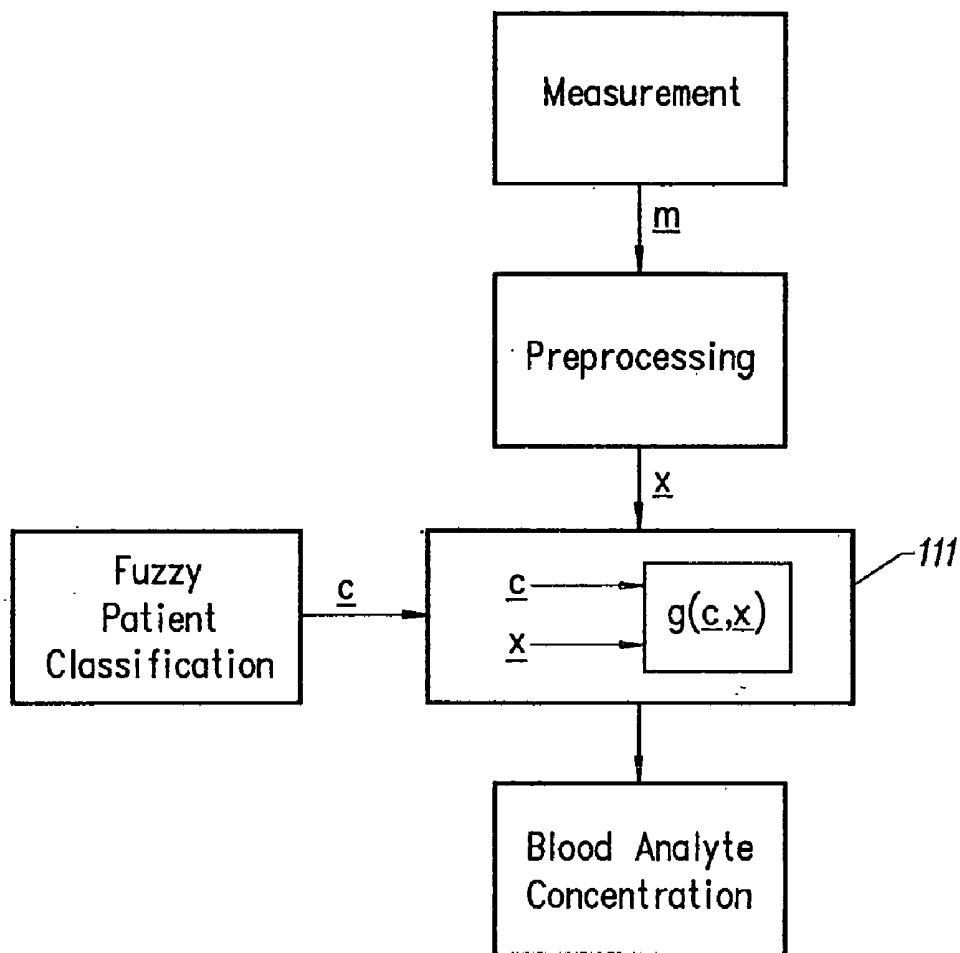 Measurement
m
Preprocessing
x
111
Fuzzy
Patient
Classification
c
c
x
g(c,x)
Blood Analyte
Concentration